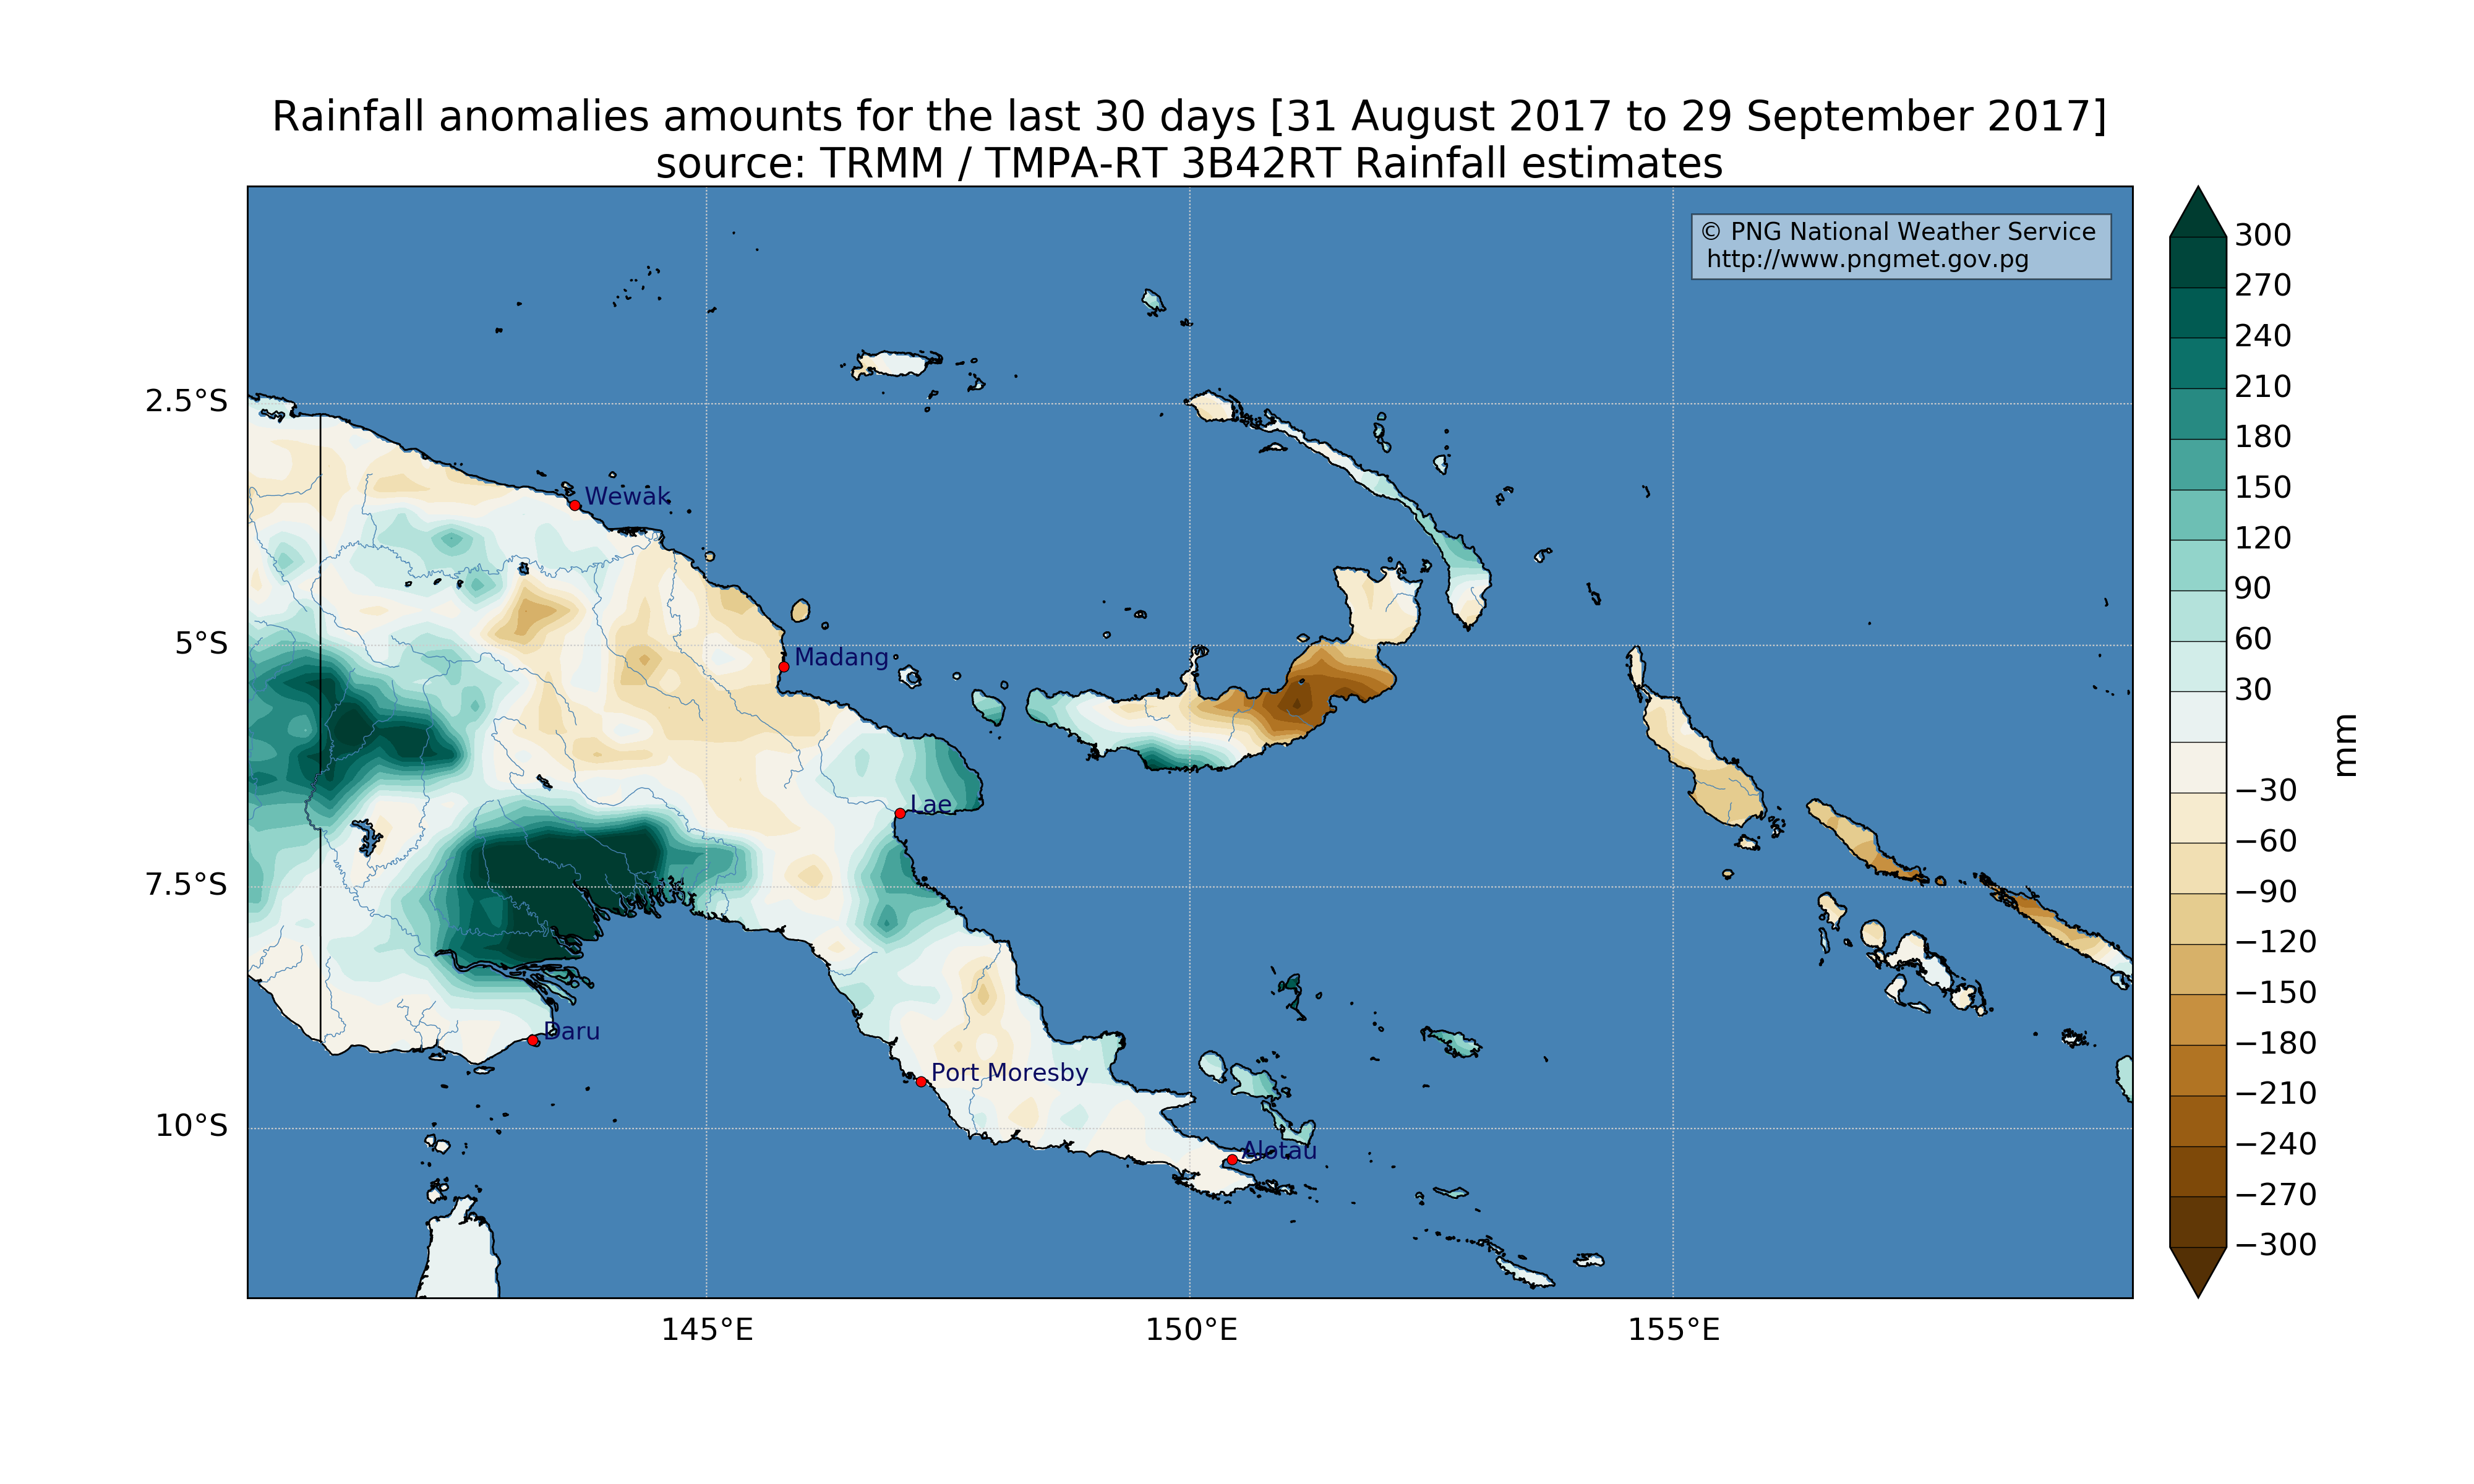 Rainfall anomalies amounts for the last 30 days [31 August 2017 to 29 September 2017]
source: TRMM / TMPA-RT 3B42RT Rainfall estimates
© PNG National Weather Service
http://www.pngmet.gov.pg
2.5°S
5°S
7.5°S
10°S
Wewak
Madang
Lae
Daru
Port Moresby
Alotau
145°E
150°E
155°E
300
270
240
210
180
150
120
90
60
30
−30
−60
−90
−120
−150
−180
−210
−240
−270
−300
mm